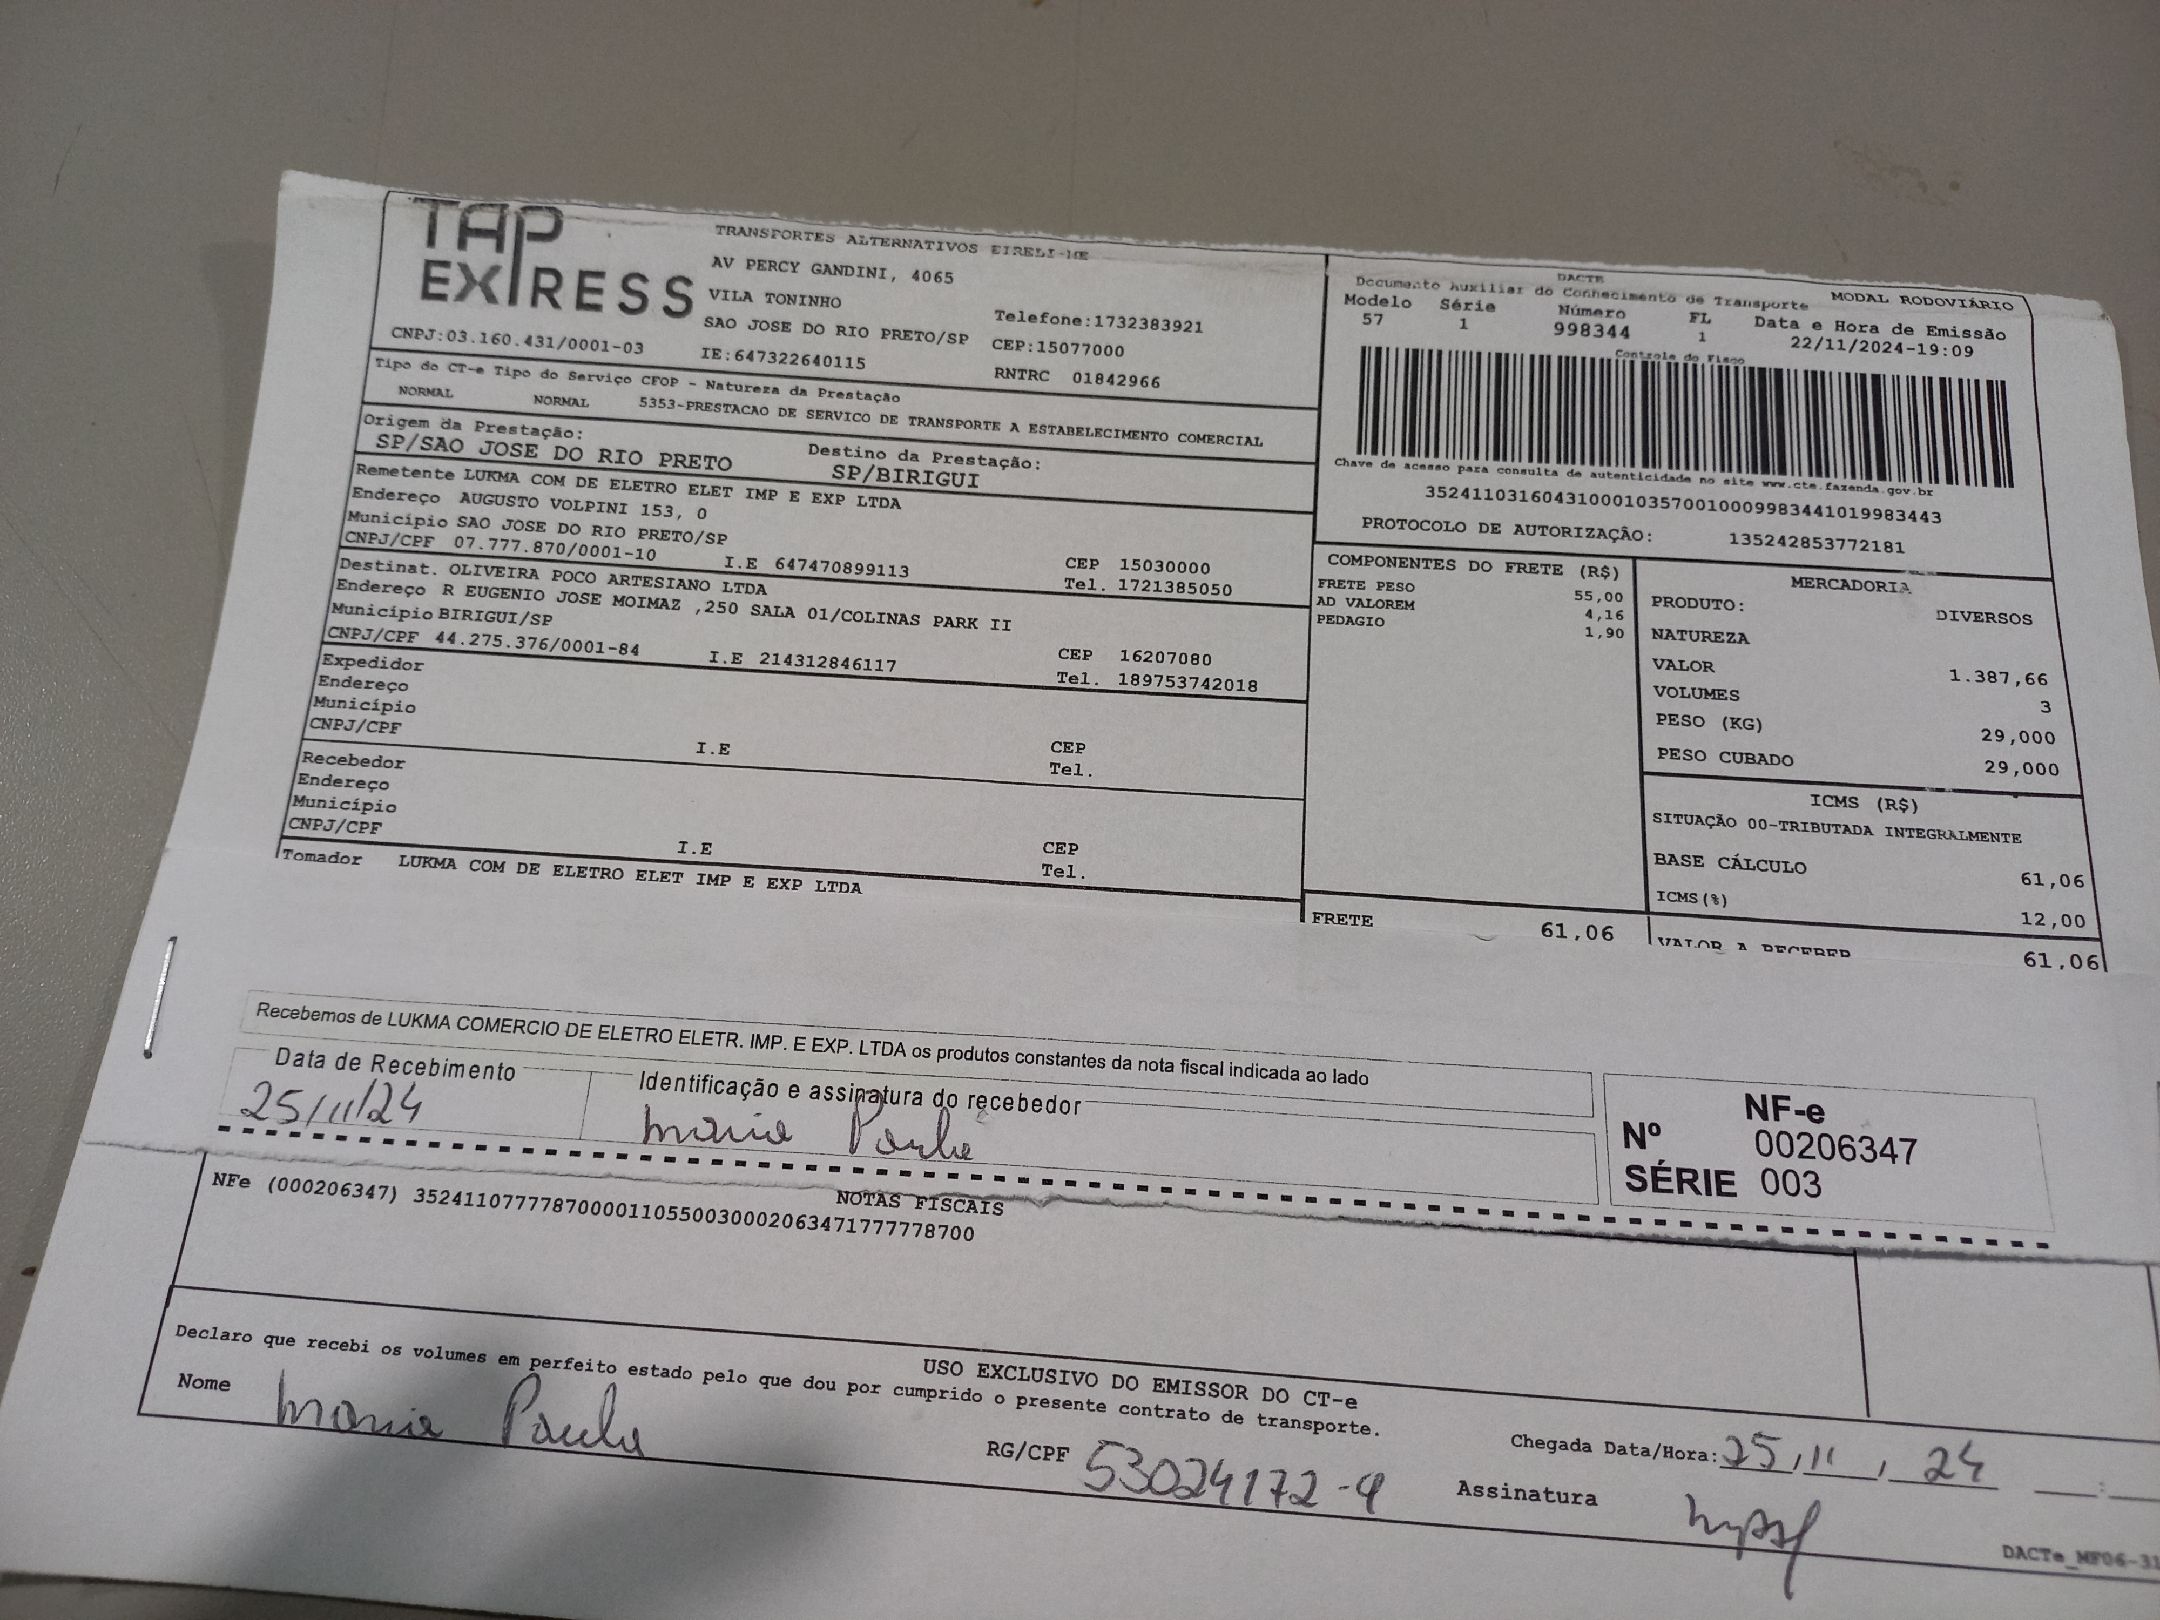 TAP
EXPRESS
TRANSPORTES ALTERNATIVOS EIRELI-ME
AV PERCY GANDINI, 4065
VILA TONINHO
SAO JOSE DO RIO PRETO/SP
Telefone:1732383921
CEP:15077000
CNPJ:03.160.431/0001-03
IE:647322640115
RNTRC 01842966
Tipo do CT-e Tipo do Serviço CFOP - Natureza da Prestação
NORMAL NORMAL 5353-PRESTACAO DE SERVICO DE TRANSPORTE A ESTABELECIMENTO COMERCIAL
Origem da Prestação:
SP/SAO JOSE DO RIO PRETO
Destino da Prestação:
SP/BIRIGUI
Remetente LUKMA COM DE ELETRO ELET IMP E EXP LTDA
Endereço AUGUSTO VOLPINI 153, 0
Município SAO JOSE DO RIO PRETO/SP
CEP 15030000
CNPJ/CPF 07.777.870/0001-10 I.E 647470899113 Tel. 1721385050
Destinat. OLIVEIRA POCO ARTESIANO LTDA
Endereço R EUGENIO JOSE MOIMAZ ,250 SALA 01/COLINAS PARK II
Município BIRIGUI/SP
CEP 16207080
CNPJ/CPF 44.275.376/0001-84 I.E 214312846117 Tel. 189753742018
Expedidor
Endereço
Município
CEP
CNPJ/CPF I.E Tel.
Recebedor
Endereço
Município
CEP
CNPJ/CPF I.E Tel.
Tomador LUKMA COM DE ELETRO ELET IMP E EXP LTDA
DACTE
Documento Auxiliar do Conhecimento de Transporte MODAL RODOVIÁRIO
Modelo Série Número FL Data e Hora de Emissão
57 1 998344 1 22/11/2024-19:09
Controle do Fisco
Chave de acesso para consulta de autenticidade no site www.cte.fazenda.gov.br
35241103160431000103570010009983441019983443
PROTOCOLO DE AUTORIZAÇÃO: 135242853772181
COMPONENTES DO FRETE (R$)
FRETE PESO 55,00
AD VALOREM 4,16
PEDAGIO 1,90
FRETE 61,06
MERCADORIA
PRODUTO: DIVERSOS
NATUREZA
VALOR 1.387,66
VOLUMES 3
PESO (KG) 29,000
PESO CUBADO 29,000
ICMS (R$)
SITUAÇÃO 00-TRIBUTADA INTEGRALMENTE
BASE CÁLCULO 61,06
ICMS(%) 12,00
VALOR A RECEBER 61,06
Recebemos de LUKMA COMERCIO DE ELETRO ELETR. IMP. E EXP. LTDA os produtos constantes da nota fiscal indicada ao lado
Data de Recebimento
25/11/24
Identificação e assinatura do recebedor
Maria Paula
NF-e
Nº 00206347
SÉRIE 003
NOTAS FISCAIS
NFe (000206347) 35241107777870000110550030002063471777778700
USO EXCLUSIVO DO EMISSOR DO CT-e
Declaro que recebi os volumes em perfeito estado pelo que dou por cumprido o presente contrato de transporte.
Nome Maria Paula
RG/CPF 53024172-9
Chegada Data/Hora: 25/11/24 __:__
Assinatura